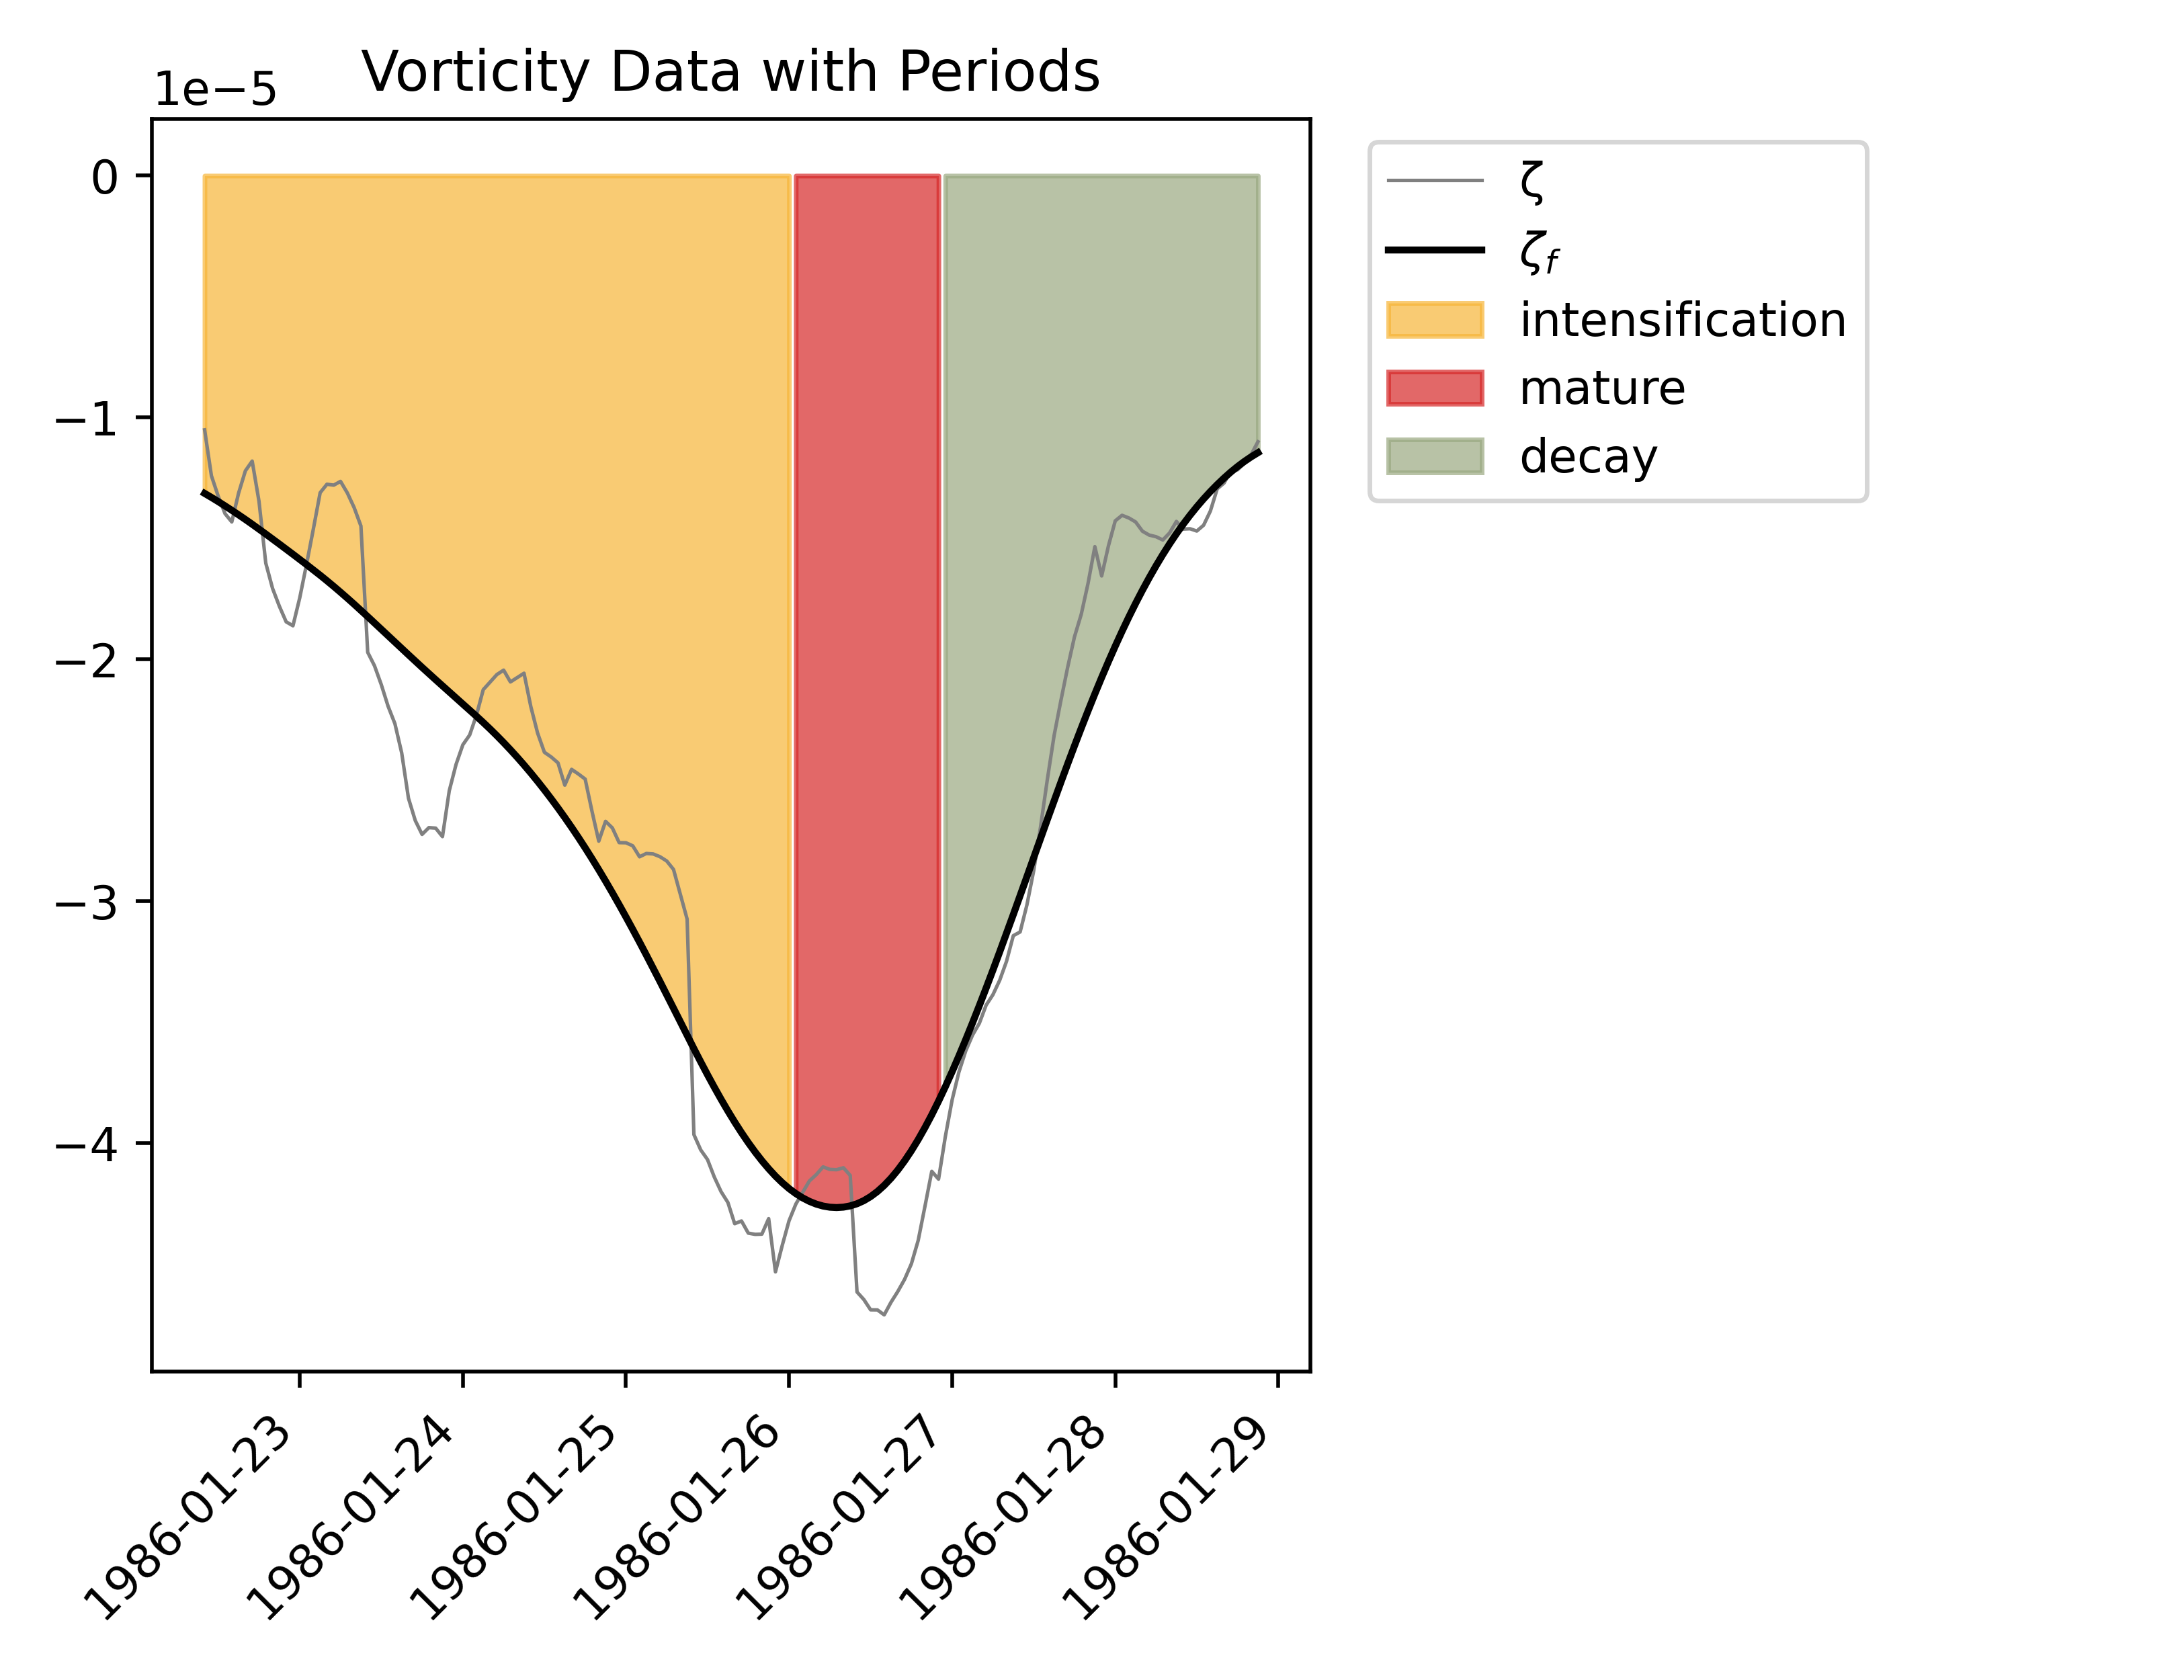 Vorticity Data with Periods
1e−5
0
−1
−2
−3
−4
1986-01-23
1986-01-24
1986-01-25
1986-01-26
1986-01-27
1986-01-28
1986-01-29
ζ
ζf
intensification
mature
decay